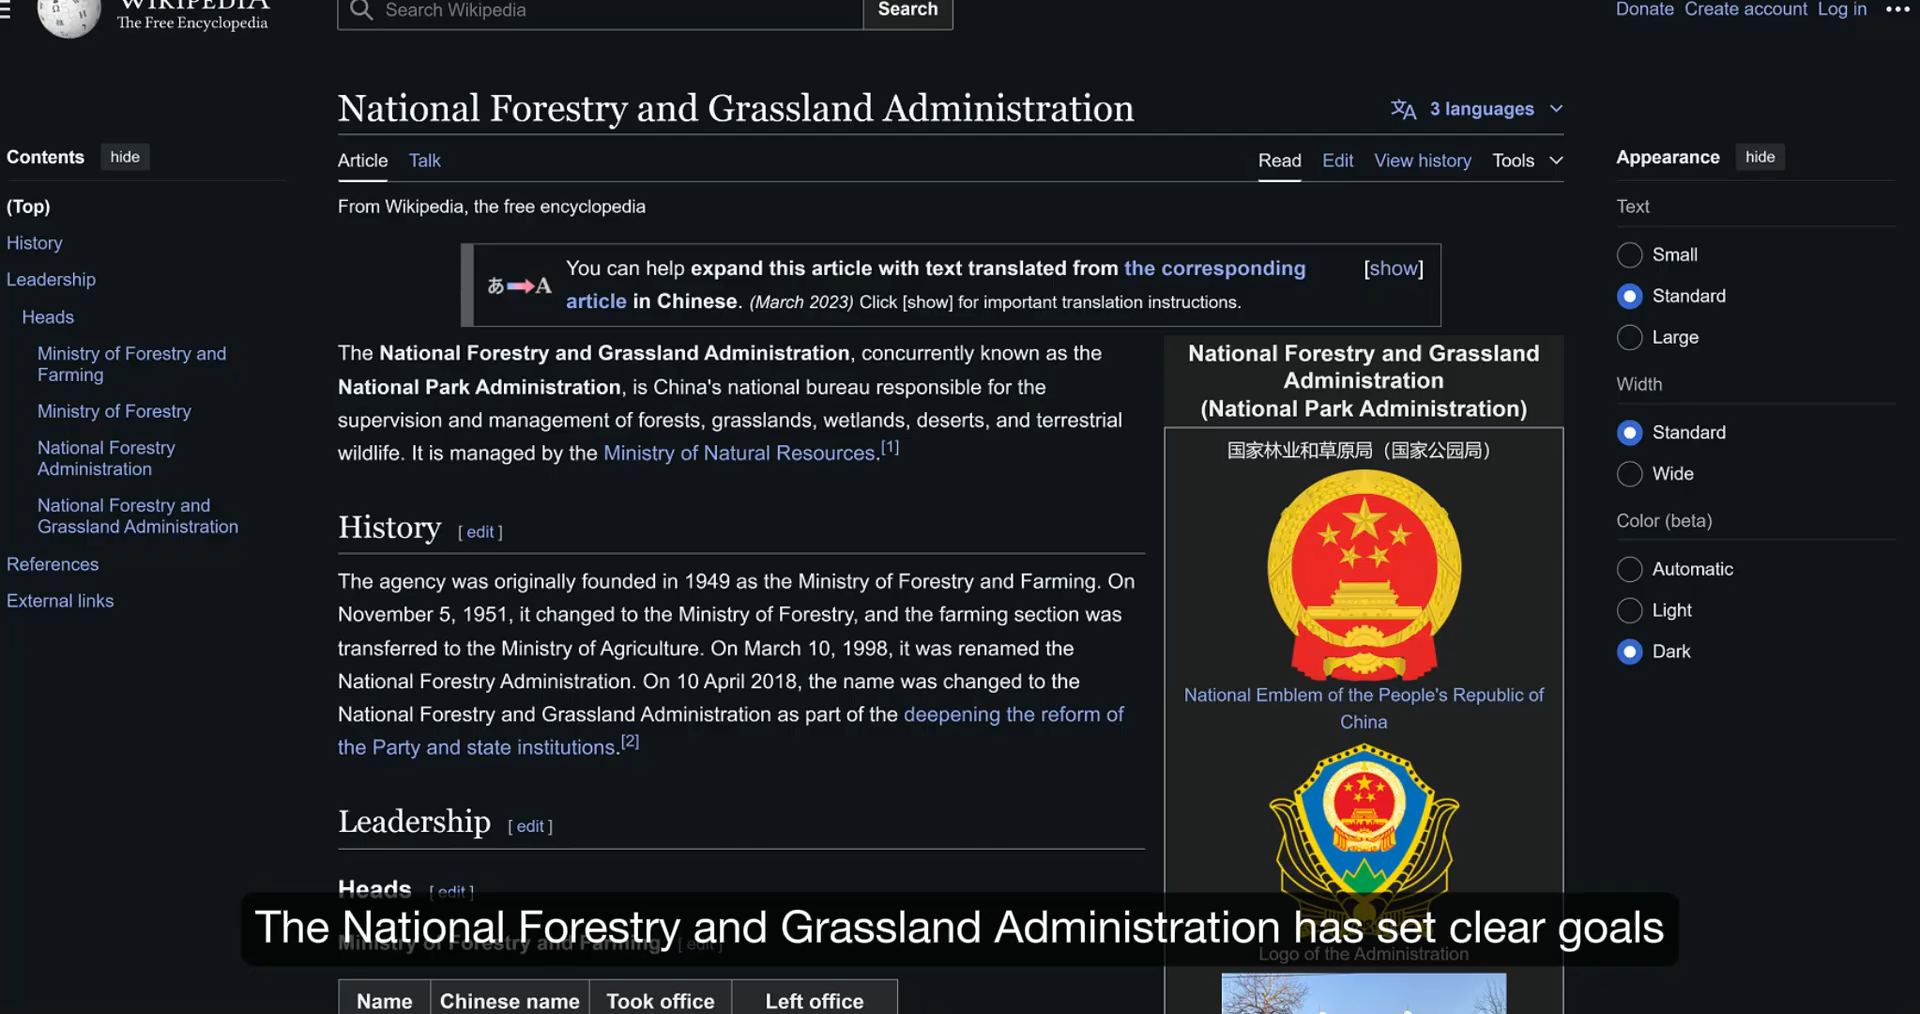 WIKIPEDIA
The Free Encyclopedia
Search Wikipedia
Search
Donate Create account Log in
National Forestry and Grassland Administration
3 languages
Article Talk
Read Edit View history Tools
From Wikipedia, the free encyclopedia
Contents hide
(Top)
History
Leadership
Heads
Ministry of Forestry and
Farming
Ministry of Forestry
National Forestry
Administration
National Forestry and
Grassland Administration
References
External links
あ A
You can help expand this article with text translated from the corresponding
article in Chinese. (March 2023) Click [show] for important translation instructions.
[show]
The National Forestry and Grassland Administration, concurrently known as the
National Park Administration, is China's national bureau responsible for the
supervision and management of forests, grasslands, wetlands, deserts, and terrestrial
wildlife. It is managed by the Ministry of Natural Resources.[1]
History [ edit ]
The agency was originally founded in 1949 as the Ministry of Forestry and Farming. On
November 5, 1951, it changed to the Ministry of Forestry, and the farming section was
transferred to the Ministry of Agriculture. On March 10, 1998, it was renamed the
National Forestry Administration. On 10 April 2018, the name was changed to the
National Forestry and Grassland Administration as part of the deepening the reform of
the Party and state institutions.[2]
Leadership [ edit ]
Heads [ edit ]
Ministry of Forestry and Farming [ edit ]
Name Chinese name Took office Left office
National Forestry and Grassland
Administration
(National Park Administration)
国家林业和草原局（国家公园局）
National Emblem of the People's Republic of
China
Logo of the Administration
Appearance hide
Text
Small
Standard
Large
Width
Standard
Wide
Color (beta)
Automatic
Light
Dark
The National Forestry and Grassland Administration has set clear goals